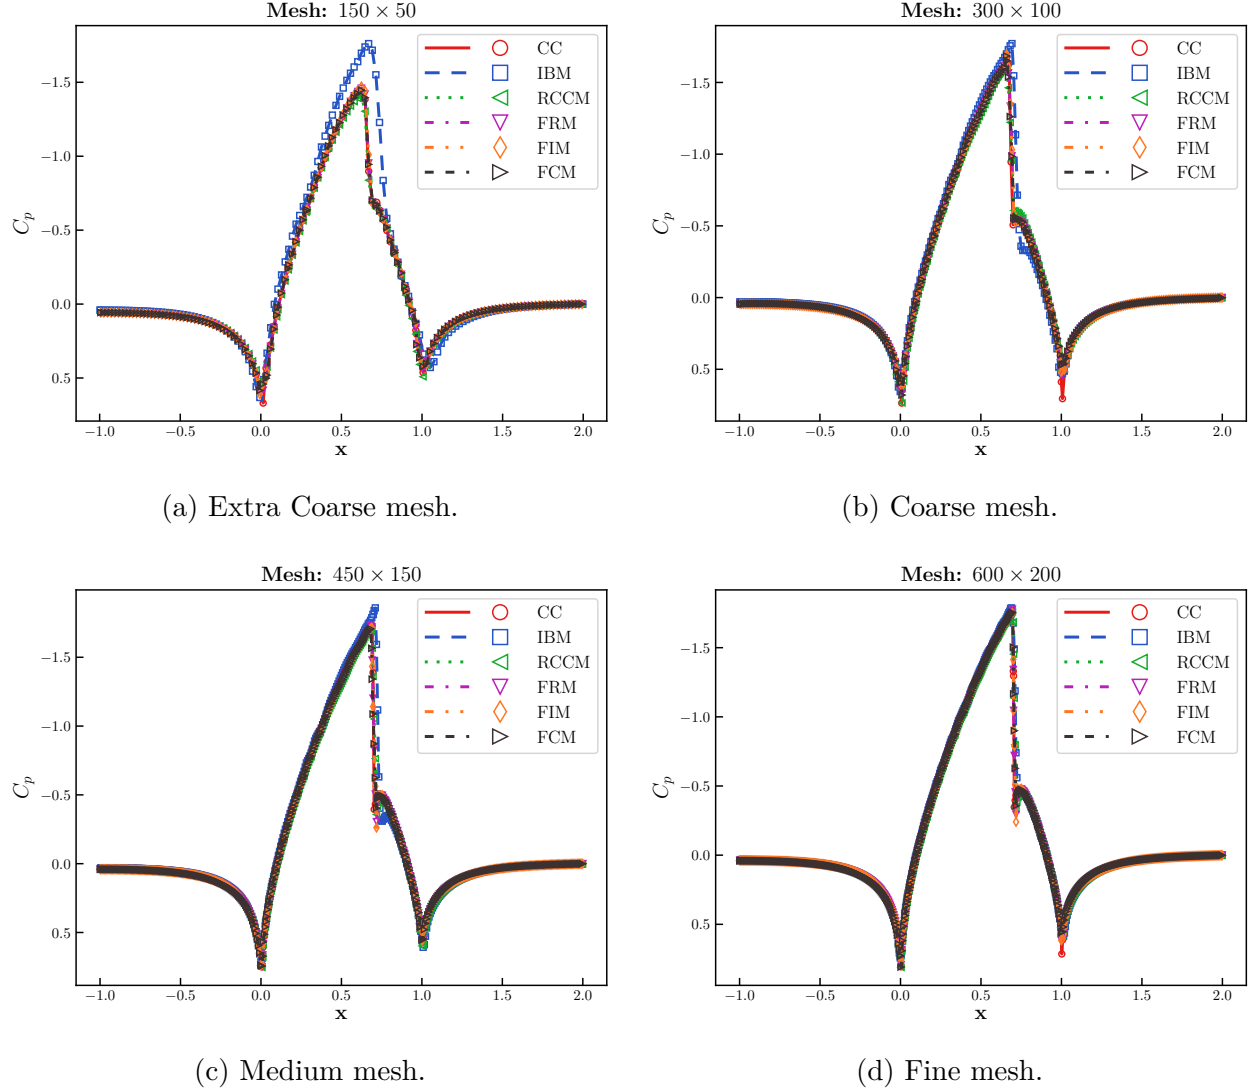 Mesh: 150 × 50
−1.5
−1.0
−0.5
0.0
0.5
C_p
−1.0 −0.5 0.0 0.5 1.0 1.5 2.0
x
CC
IBM
RCCM
FRM
FIM
FCM
(a) Extra Coarse mesh.
Mesh: 300 × 100
−1.5
−1.0
−0.5
0.0
0.5
C_p
−1.0 −0.5 0.0 0.5 1.0 1.5 2.0
x
CC
IBM
RCCM
FRM
FIM
FCM
(b) Coarse mesh.
Mesh: 450 × 150
−1.5
−1.0
−0.5
0.0
0.5
C_p
−1.0 −0.5 0.0 0.5 1.0 1.5 2.0
x
CC
IBM
RCCM
FRM
FIM
FCM
(c) Medium mesh.
Mesh: 600 × 200
−1.5
−1.0
−0.5
0.0
0.5
C_p
−1.0 −0.5 0.0 0.5 1.0 1.5 2.0
x
CC
IBM
RCCM
FRM
FIM
FCM
(d) Fine mesh.